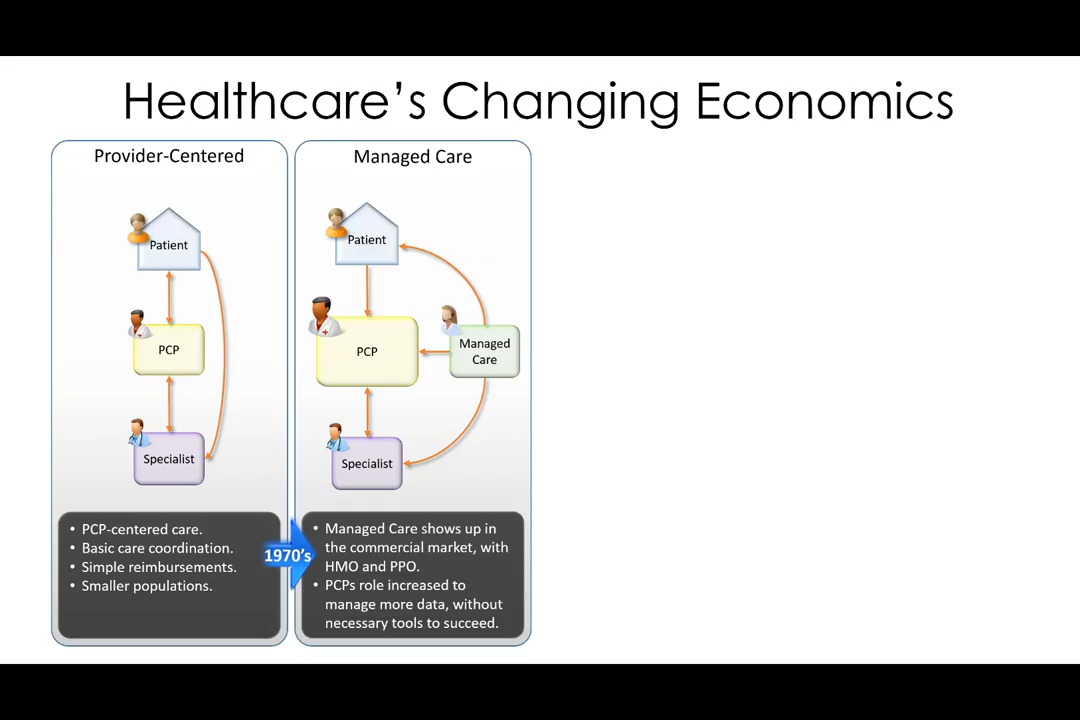 Healthcare’s Changing Economics
Provider-Centered
Patient
PCP
Specialist
• PCP-centered care.
• Basic care coordination.
• Simple reimbursements.
• Smaller populations.
1970’s
Managed Care
Patient
PCP
Managed
Care
Specialist
• Managed Care shows up in
the commercial market, with
HMO and PPO.
• PCPs role increased to
manage more data, without
necessary tools to succeed.